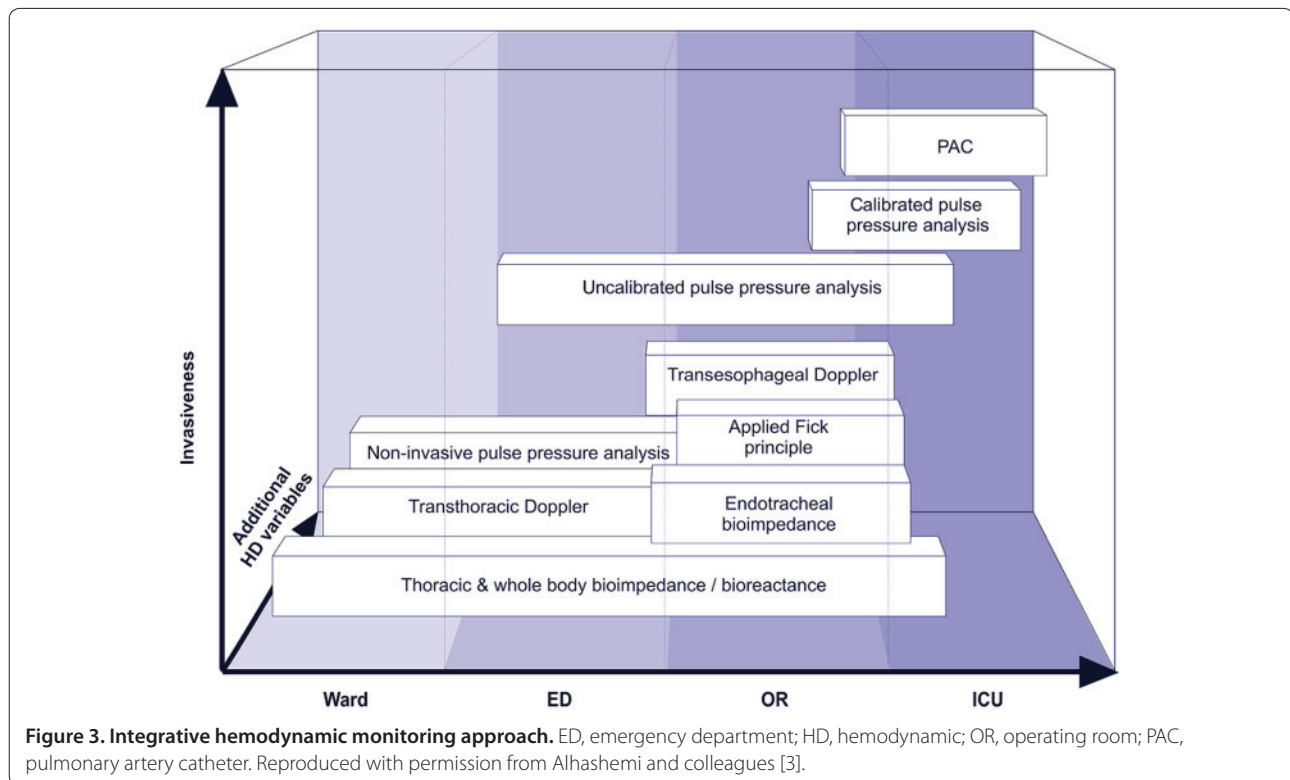 PAC
Calibrated pulse
pressure analysis
Uncalibrated pulse pressure analysis
Transesophageal Doppler
Applied Fick
principle
Non-invasive pulse pressure analysis
Transthoracic Doppler
Endotracheal
bioimpedance
Thoracic & whole body bioimpedance / bioreactance
Invasiveness
Additional
HD variables
Ward
ED
OR
ICU
Figure 3. Integrative hemodynamic monitoring approach. ED, emergency department; HD, hemodynamic; OR, operating room; PAC,
pulmonary artery catheter. Reproduced with permission from Alhashemi and colleagues [3].